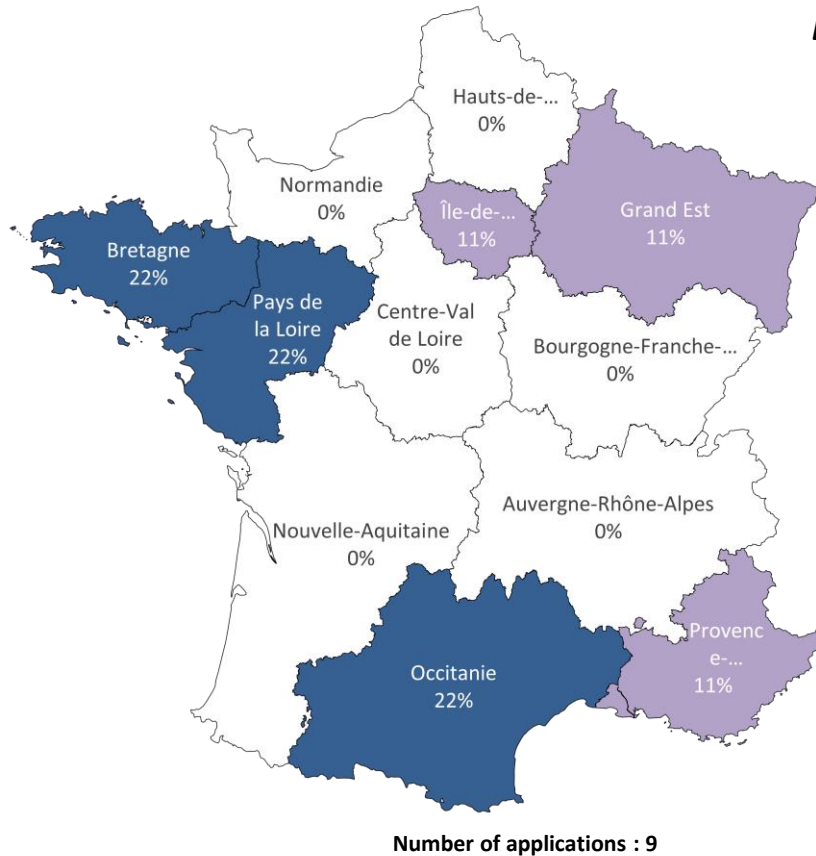 Hauts-de-...
0%
Normandie
0%
Île-de-...
11%
Grand Est
11%
Bretagne
22%
Pays de
la Loire
22%
Centre-Val
de Loire
0%
Bourgogne-Franche-...
0%
Auvergne-Rhône-Alpes
0%
Nouvelle-Aquitaine
0%
Provenc
e-...
11%
Occitanie
22%
Number of applications : 9